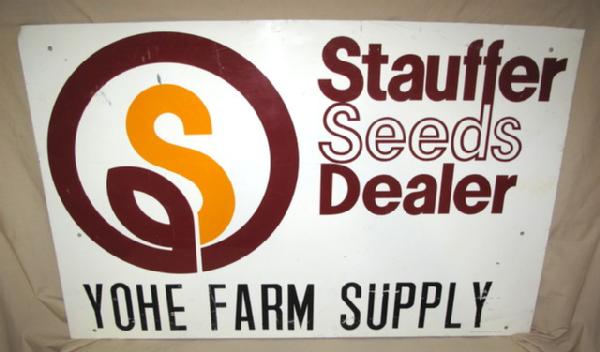 S
Stauffer
Seeds
Dealer
YOHE FARM SUPPLY